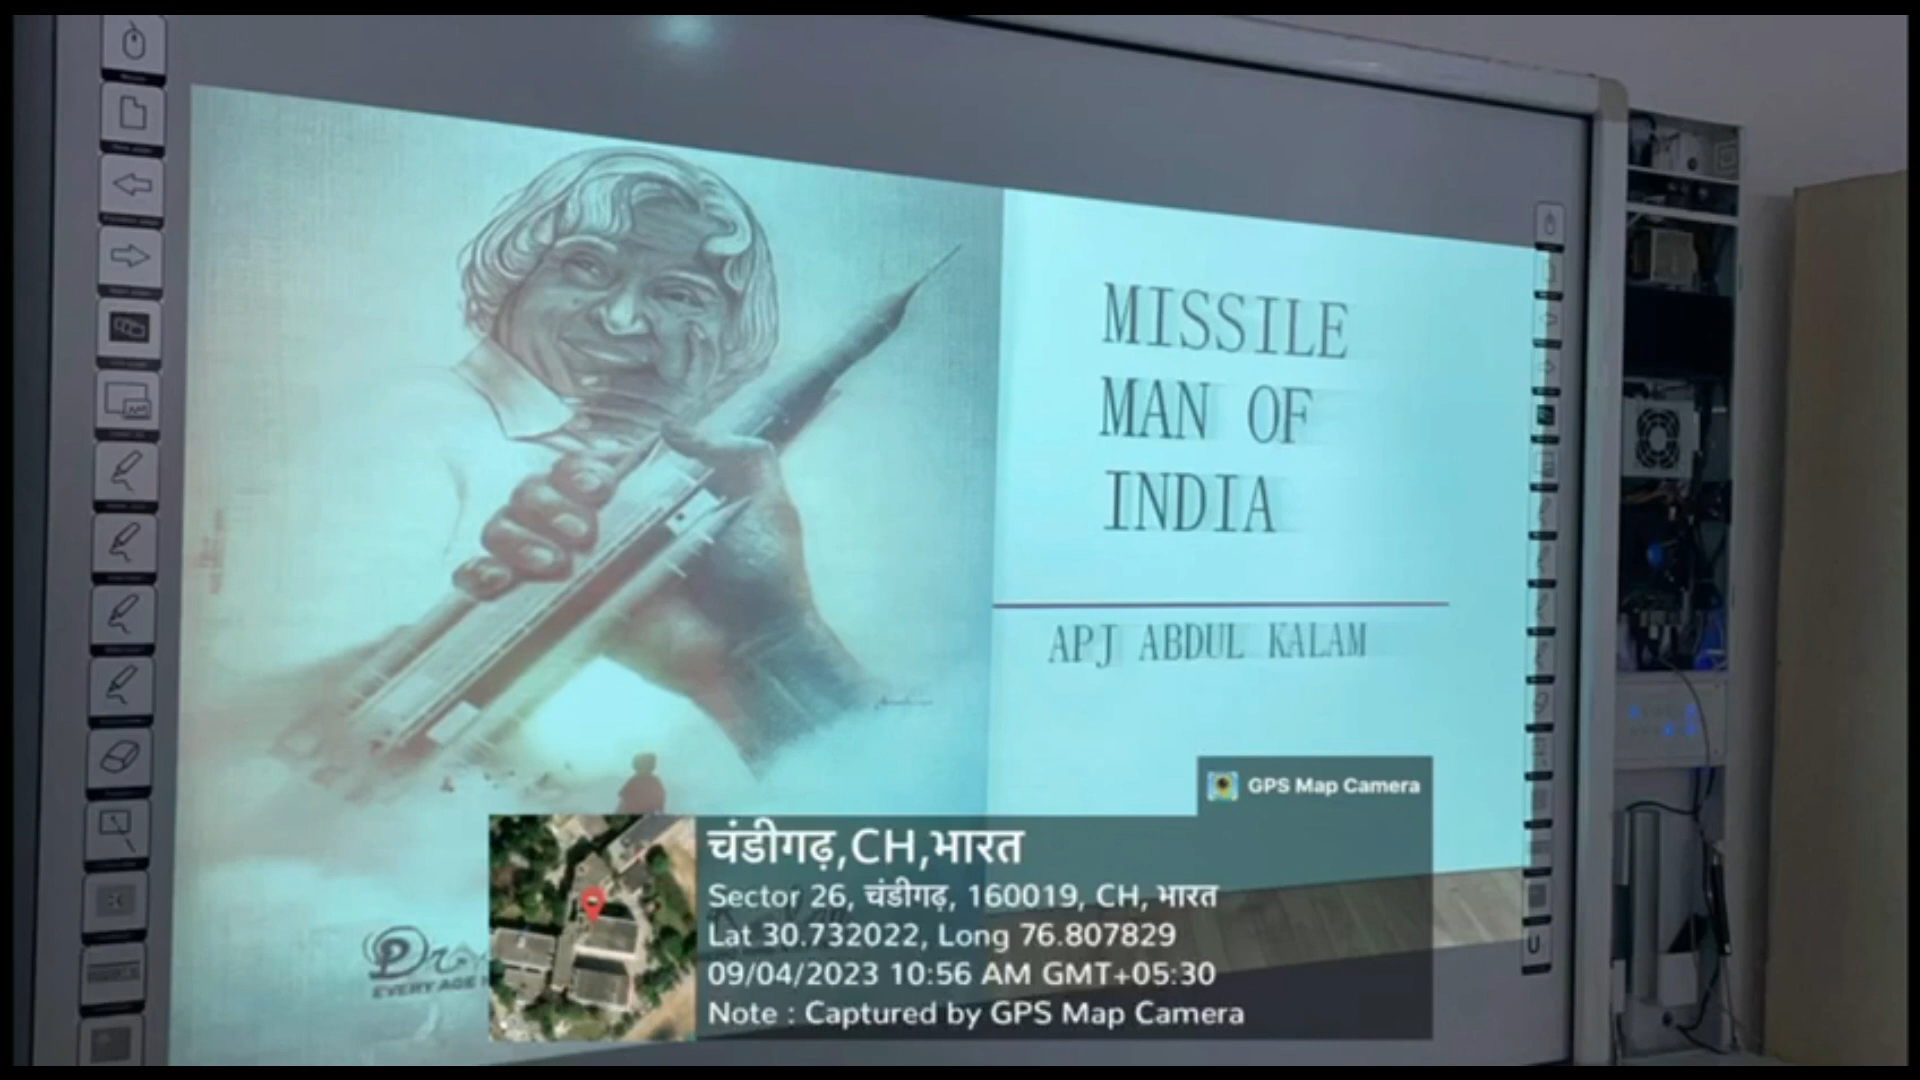 MISSILE
MAN OF
INDIA
APJ ABDUL KALAM
EVERY AGE
GPS Map Camera
चंडीगढ़,CH,भारत
Sector 26, चंडीगढ़, 160019, CH, भारत
Lat 30.732022, Long 76.807829
09/04/2023 10:56 AM GMT+05:30
Note : Captured by GPS Map Camera